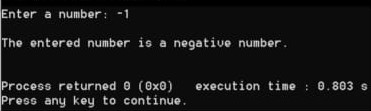 Enter a number: -1
The entered number is a negative number.
Process returned 0 (0x0)   execution time : 0.803 s
Press any key to continue.